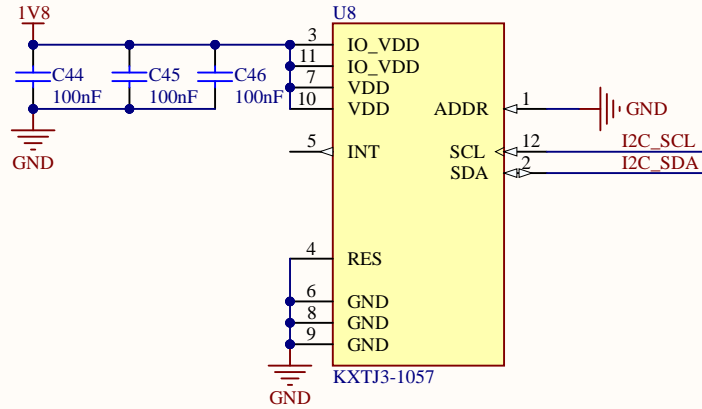 1V8
U8
3 IO_VDD
11 IO_VDD
C44 C45 C46
7 VDD
100nF 100nF 100nF
10 VDD
ADDR 1 GND
GND
5 INT
SCL 12 I2C_SCL
SDA 2 I2C_SDA
4 RES
6 GND
8 GND
9 GND
KXTJ3-1057
GND